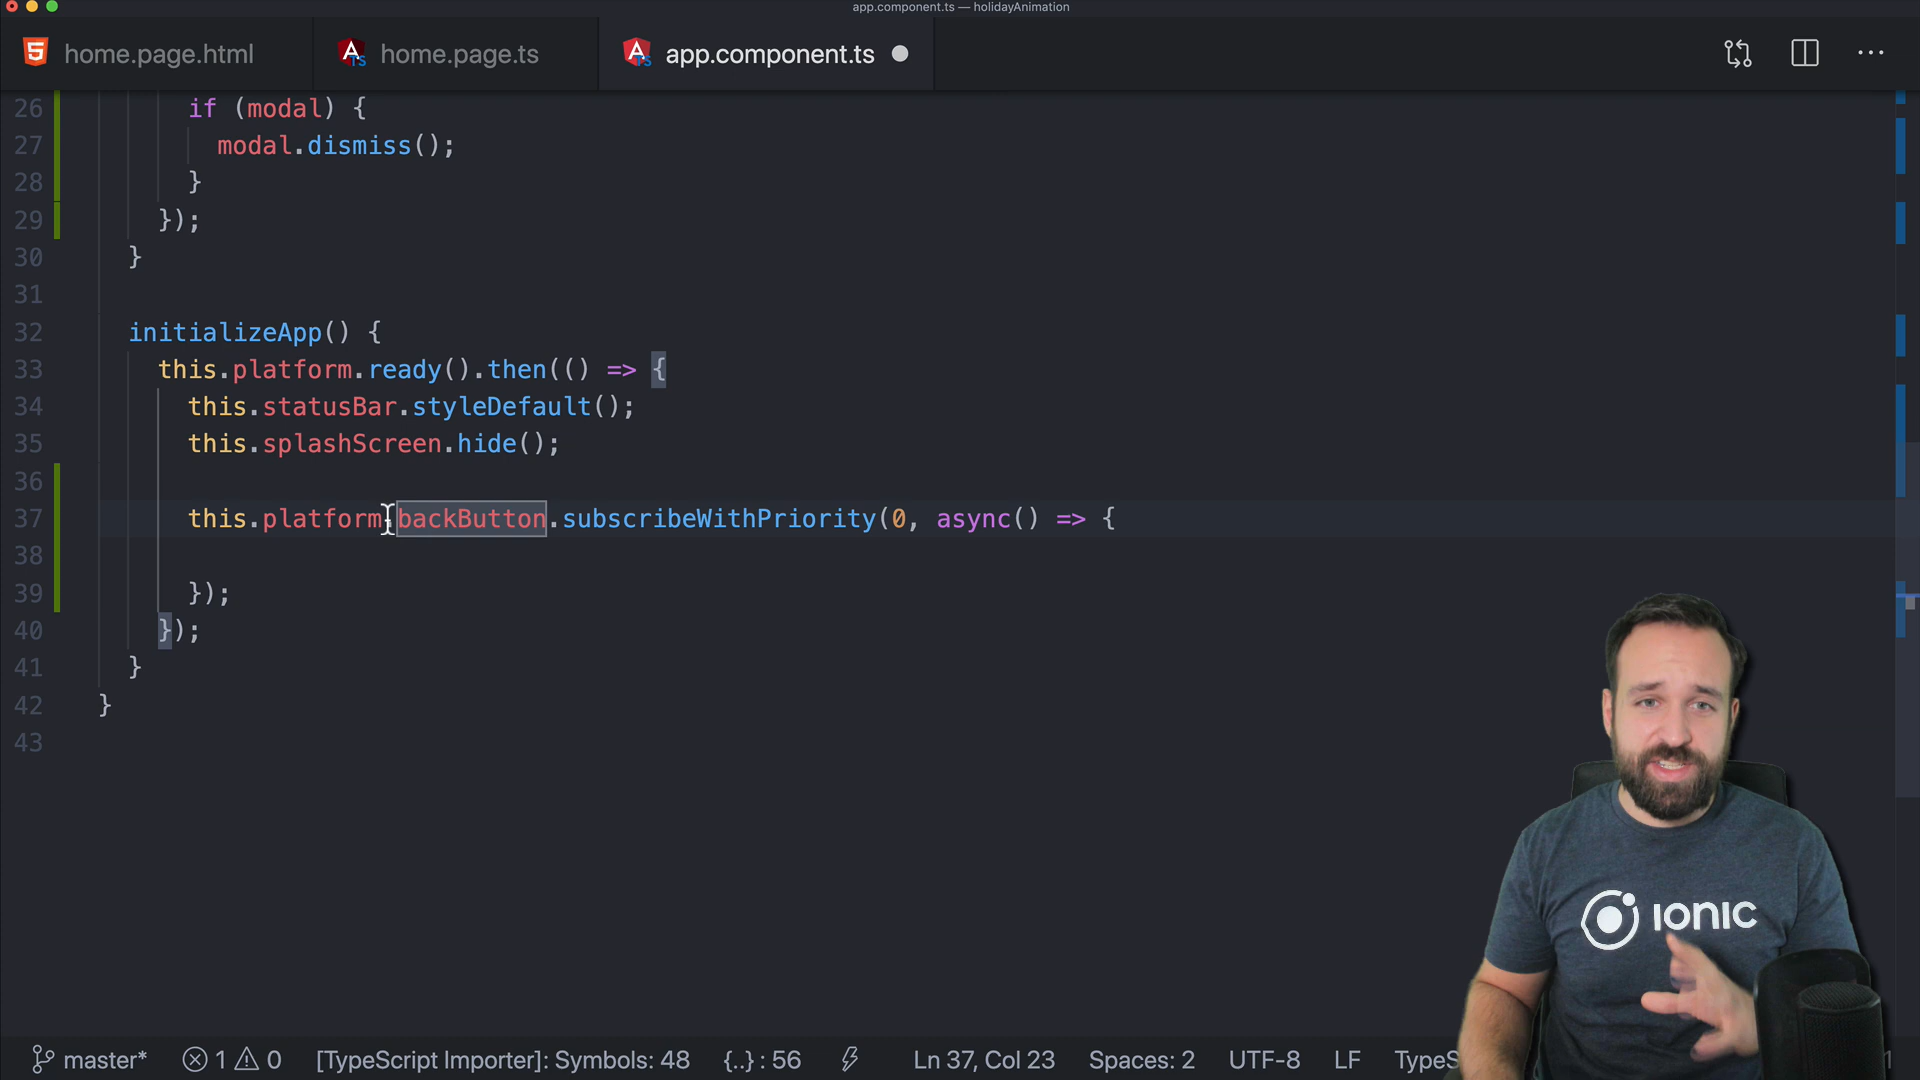 app.component.ts — holidayAnimation
home.page.html
home.page.ts
app.component.ts
26 if (modal) {
27 modal.dismiss();
28 }
29 });
30 }
31
32 initializeApp() {
33 this.platform.ready().then(() => {
34 this.statusBar.styleDefault();
35 this.splashScreen.hide();
36
37 this.platform.backButton.subscribeWithPriority(0, async() => {
38
39 });
40 });
41 }
42 }
43
IONIC
master* 1 0 [TypeScript Importer]: Symbols: 48 {..} : 56 Ln 37, Col 23 Spaces: 2 UTF-8 LF TypeS